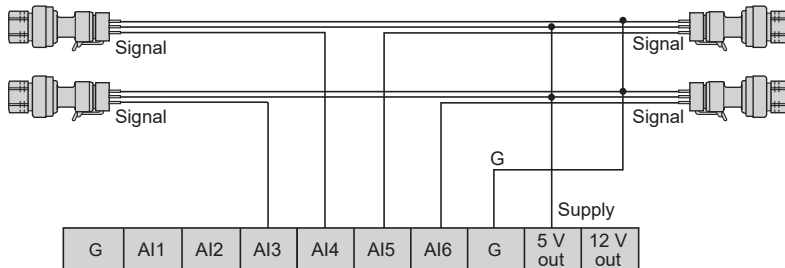 Signal
Signal
Signal
Signal
G
Supply
G AI1 AI2 AI3 AI4 AI5 AI6 G 5 V out 12 V out